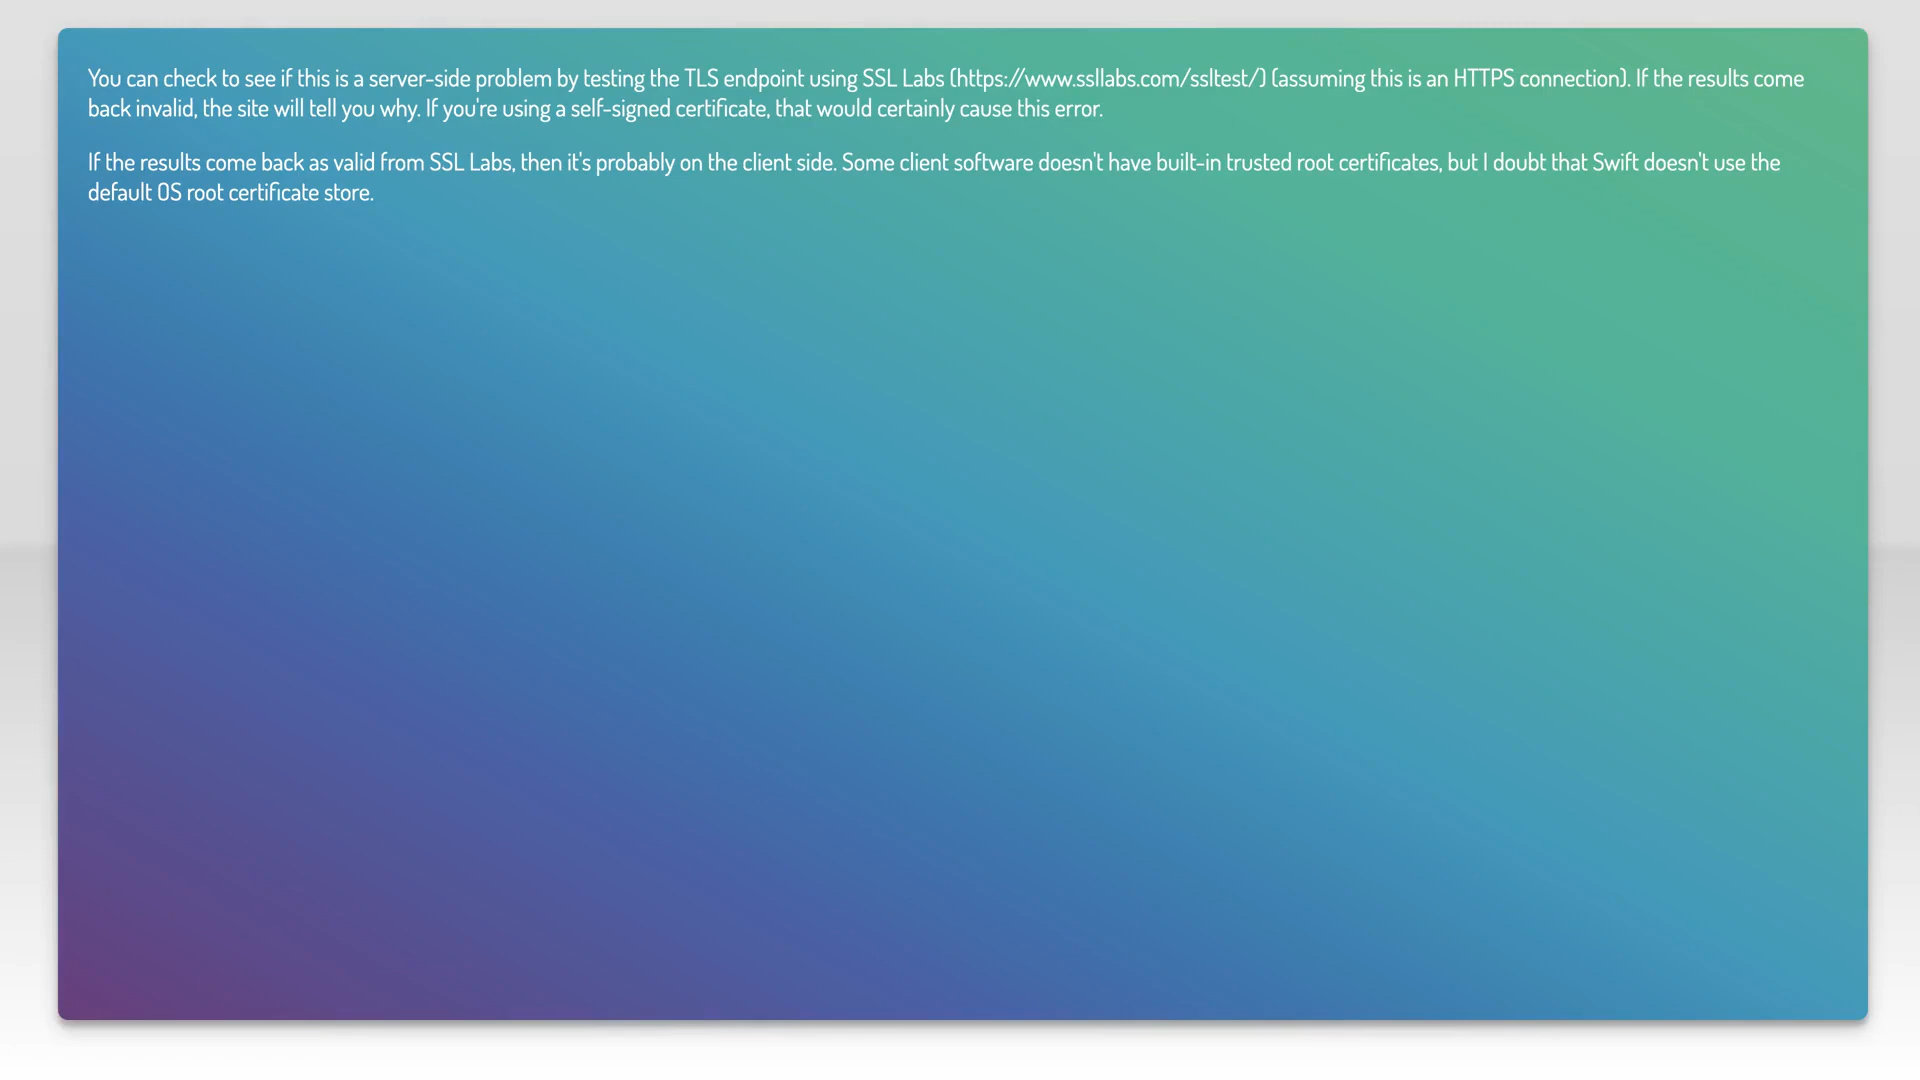 You can check to see if this is a server-side problem by testing the TLS endpoint using SSL Labs (https://www.ssllabs.com/ssltest/) (assuming this is an HTTPS connection). If the results come
back invalid, the site will tell you why. If you're using a self-signed certificate, that would certainly cause this error.
If the results come back as valid from SSL Labs, then it's probably on the client side. Some client software doesn't have built-in trusted root certificates, but I doubt that Swift doesn't use the
default OS root certificate store.